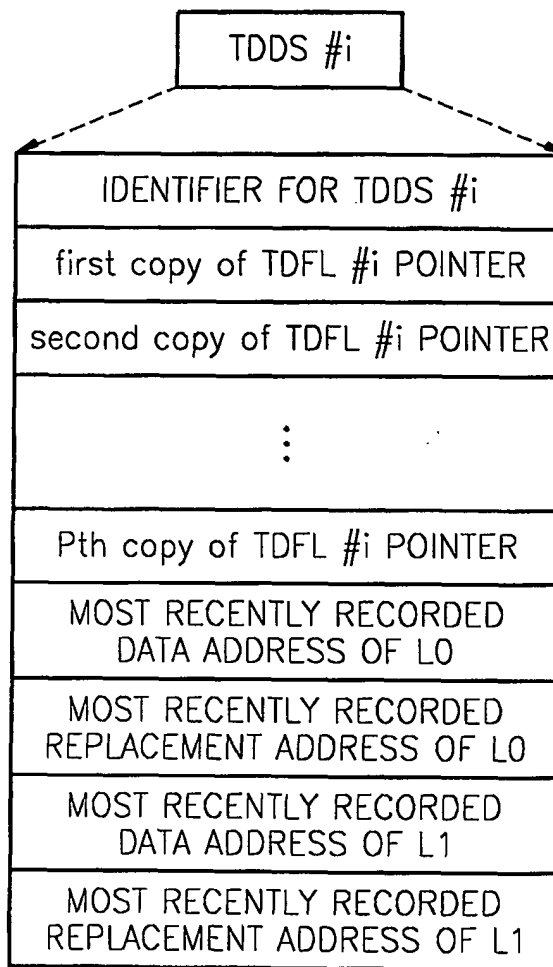 TDDS #i
IDENTIFIER FOR TDDS #i
first copy of TDFL #i POINTER
second copy of TDFL #i POINTER
⋮
Pth copy of TDFL #i POINTER
MOST RECENTLY RECORDED
DATA ADDRESS OF L0
MOST RECENTLY RECORDED
REPLACEMENT ADDRESS OF L0
MOST RECENTLY RECORDED
DATA ADDRESS OF L1
MOST RECENTLY RECORDED
REPLACEMENT ADDRESS OF L1